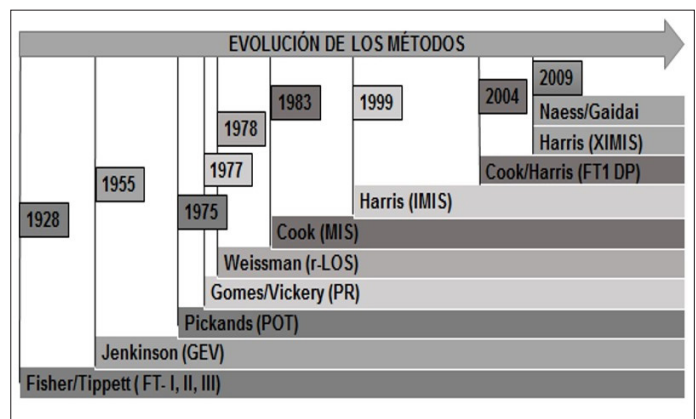 EVOLUCIÓN DE LOS MÉTODOS
2009
1983
1999
2004
Naess/Gaidai
1978
Harris (XIMIS)
1977
Cook/Harris (FT1 DP)
1955
Harris (IMIS)
1928
1975
Cook (MIS)
Weissman (r-LOS)
Gomes/Vickery (PR)
Pickands (POT)
Jenkinson (GEV)
Fisher/Tippett ( FT- I, II, III)